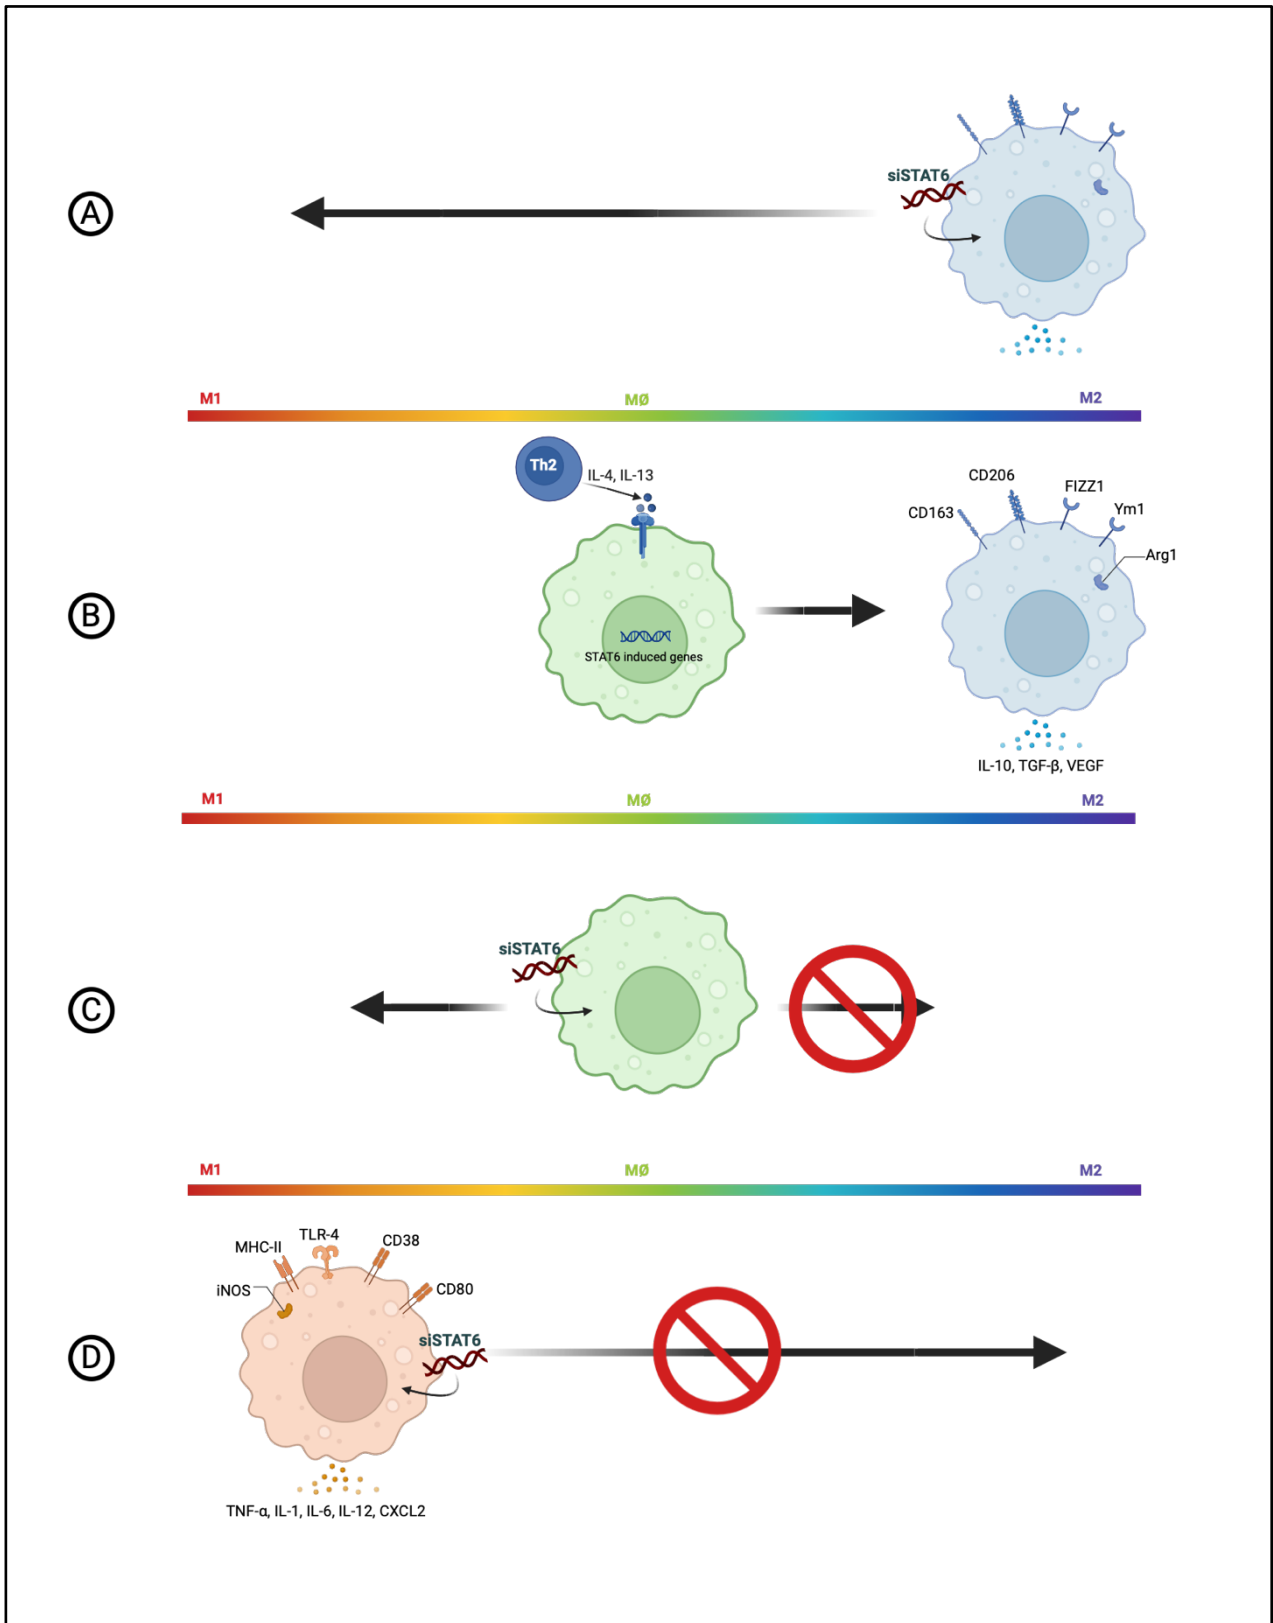 A
siSTAT6
M1
MØ
M2
B
Th2
IL-4, IL-13
STAT6 induced genes
CD206
FIZZ1
CD163
Ym1
Arg1
IL-10, TGF-β, VEGF
M1
MØ
M2
C
siSTAT6
M1
MØ
M2
D
TLR-4
CD38
MHC-II
iNOS
CD80
siSTAT6
TNF-α, IL-1, IL-6, IL-12, CXCL2